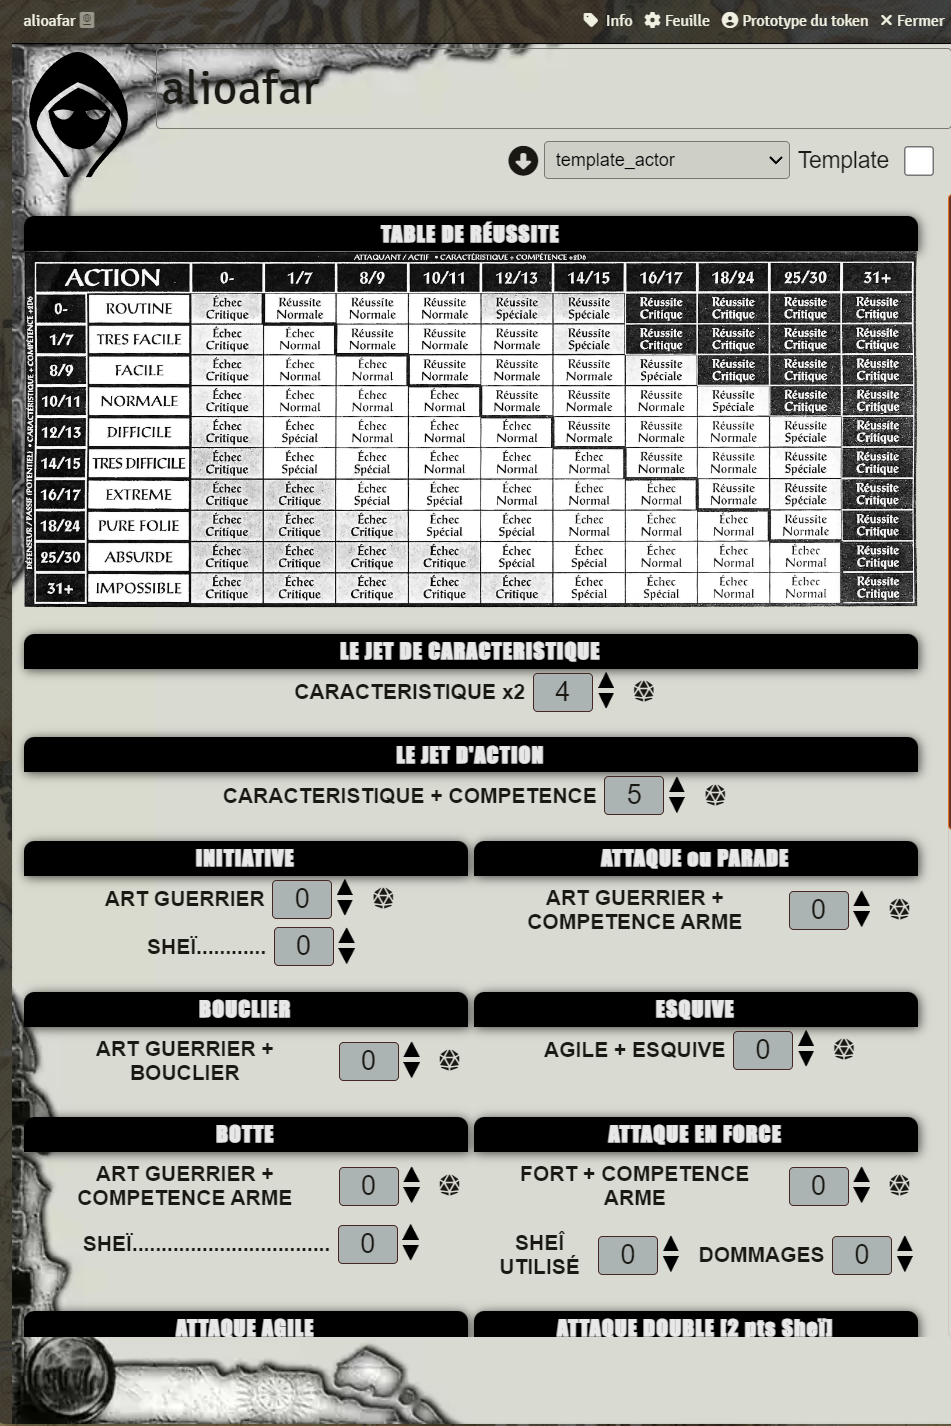 alioafar Info Feuille Prototype du token Fermer
alioafar
template_actor Template
TABLE DE RÉUSSITE
ATTAQUANT / ACTIF • CARACTÉRISTIQUE + COMPÉTENCE +2D6
DÉFENSEUR / PASSIF (POTENTIEL) • CARACTÉRISTIQUE + COMPÉTENCE +2D6
ACTION 0- 1/7 8/9 10/11 12/13 14/15 16/17 18/24 25/30 31+
0- ROUTINE Échec Critique Réussite Normale Réussite Normale Réussite Normale Réussite Spéciale Réussite Spéciale Réussite Critique Réussite Critique Réussite Critique Réussite Critique
1/7 TRES FACILE Échec Critique Échec Normal Réussite Normale Réussite Normale Réussite Normale Réussite Spéciale Réussite Critique Réussite Critique Réussite Critique Réussite Critique
8/9 FACILE Échec Critique Échec Normal Échec Normal Réussite Normale Réussite Normale Réussite Normale Réussite Spéciale Réussite Critique Réussite Critique Réussite Critique
10/11 NORMALE Échec Critique Échec Normal Échec Normal Échec Normal Réussite Normale Réussite Normale Réussite Normale Réussite Spéciale Réussite Critique Réussite Critique
12/13 DIFFICILE Échec Critique Échec Spécial Échec Normal Échec Normal Échec Normal Réussite Normale Réussite Normale Réussite Normale Réussite Spéciale Réussite Critique
14/15 TRES DIFFICILE Échec Critique Échec Spécial Échec Spécial Échec Normal Échec Normal Échec Normal Réussite Normale Réussite Normale Réussite Spéciale Réussite Critique
16/17 EXTREME Échec Critique Échec Critique Échec Spécial Échec Spécial Échec Normal Échec Normal Échec Normal Réussite Normale Réussite Spéciale Réussite Critique
18/24 PURE FOLIE Échec Critique Échec Critique Échec Critique Échec Spécial Échec Spécial Échec Normal Échec Normal Échec Normal Réussite Normale Réussite Critique
25/30 ABSURDE Échec Critique Échec Critique Échec Critique Échec Critique Échec Spécial Échec Spécial Échec Normal Échec Normal Échec Normal Réussite Critique
31+ IMPOSSIBLE Échec Critique Échec Critique Échec Critique Échec Critique Échec Critique Échec Spécial Échec Spécial Échec Normal Échec Normal Réussite Critique
LE JET DE CARACTERISTIQUE
CARACTERISTIQUE x2 4
LE JET D'ACTION
CARACTERISTIQUE + COMPETENCE 5
INITIATIVE
ART GUERRIER 0
SHEÏ............ 0
ATTAQUE ou PARADE
ART GUERRIER +
COMPETENCE ARME 0
BOUCLIER
ART GUERRIER +
BOUCLIER 0
ESQUIVE
AGILE + ESQUIVE 0
BOTTE
ART GUERRIER +
COMPETENCE ARME 0
SHEÏ.................................. 0
ATTAQUE EN FORCE
FORT + COMPETENCE
ARME 0
SHEÎ
UTILISÉ 0 DOMMAGES 0
ATTAQUE AGILE
ATTAQUE DOUBLE [2 pts Sheï]